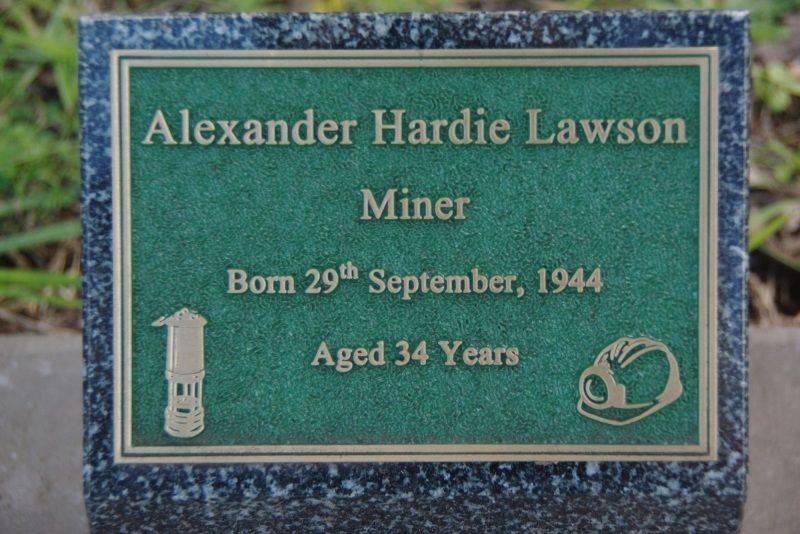 Alexander Hardie Lawson
Miner
Born 29th September, 1944
Aged 34 Years